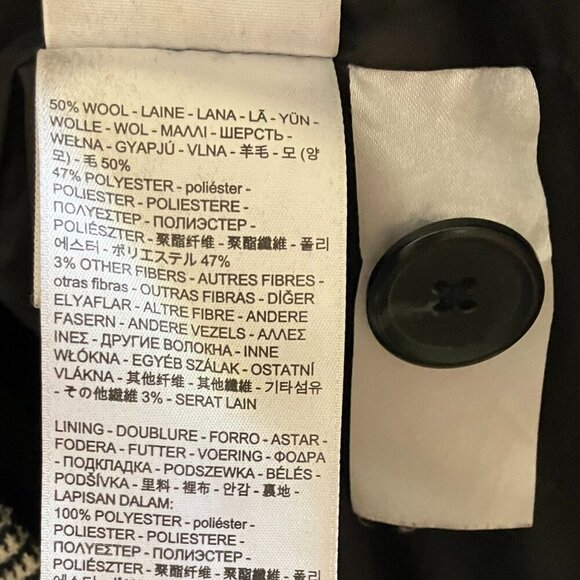 50% WOOL - LAINE - LANA - LÃ - YÜN -
WOLLE - WOL - ΜΑΛΛΙ - ШЕРСТЬ -
WEŁNA - GYAPJÚ - VLNA - 羊毛 - 모 (양
모) - 毛 50%
47% POLYESTER - poliéster -
POLIESTER - POLIESTERE -
ΠΟΛΥΕΣΤΕΡ - ПОЛИЭСТЕР -
POLIÉSZTER - 聚酯纤维 - 聚酯纖維 - 폴리
에스터 - ポリエステル 47%
3% OTHER FIBERS - AUTRES FIBRES -
otras fibras - OUTRAS FIBRAS - DİĞER
ELYAFLAR - ALTRE FIBRE - ANDERE
FASERN - ANDERE VEZELS - ΑΛΛΕΣ
ΙΝΕΣ - ДРУГИЕ ВОЛОКНА - INNE
WŁÓKNA - EGYÉB SZÁLAK - OSTATNÍ
VLÁKNA - 其他纤维 - 其他纖維 - 기타섬유
- その他繊維 3% - SERAT LAIN
LINING - DOUBLURE - FORRO - ASTAR -
FODERA - FUTTER - VOERING - ΦΟΔΡΑ
- ПОДКЛАДКА - PODSZEWKA - BÉLÉS -
PODŠÍVKA - 里料 - 裡布 - 안감 - 裏地 -
LAPISAN DALAM:
100% POLYESTER - poliéster -
POLIESTER - POLIESTERE -
ΠΟΛΥΕΣΤΕΡ - ПОЛИЭСТЕР -
POLIÉSZTER - 聚酯纤维 - 聚酯纖維 - 폴리